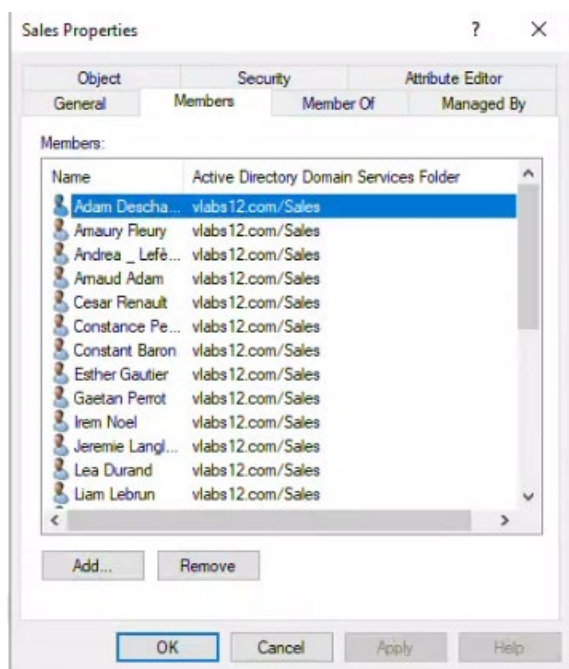 Sales Properties
?
Object Security Attribute Editor
General Members Member Of Managed By
Members:
Name Active Directory Domain Services Folder
Adam Descha... vlabs12.com/Sales
Amaury Fleury vlabs12.com/Sales
Andrea _ Lefè... vlabs12.com/Sales
Arnaud Adam vlabs12.com/Sales
Cesar Renault vlabs12.com/Sales
Constance Pe... vlabs12.com/Sales
Constant Baron vlabs12.com/Sales
Esther Gautier vlabs12.com/Sales
Gaetan Perrot vlabs12.com/Sales
Irem Noel vlabs12.com/Sales
Jeremie Langl... vlabs12.com/Sales
Lea Durand vlabs12.com/Sales
Liam Lebrun vlabs12.com/Sales
Add... Remove
OK Cancel Apply Help